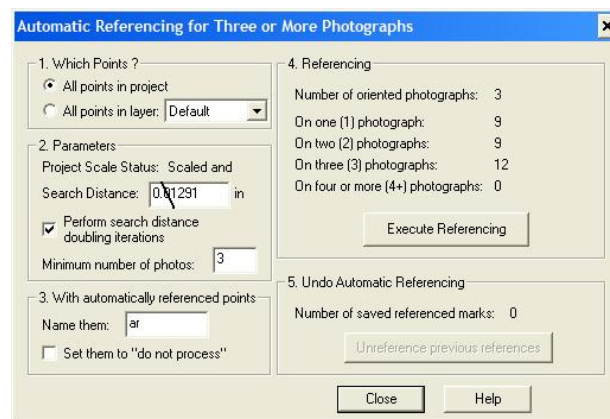 Automatic Referencing for Three or More Photographs
1. Which Points ?
All points in project
All points in layer: Default
2. Parameters
Project Scale Status: Scaled and
Search Distance: 0.01291 in
Perform search distance
doubling iterations
Minimum number of photos: 3
3. With automatically referenced points
Name them: ar
Set them to "do not process"
4. Referencing
Number of oriented photographs: 3
On one (1) photograph: 9
On two (2) photographs: 9
On three (3) photographs: 12
On four or more (4+) photographs: 0
Execute Referencing
5. Undo Automatic Referencing
Number of saved referenced marks: 0
Unreference previous references
Close Help